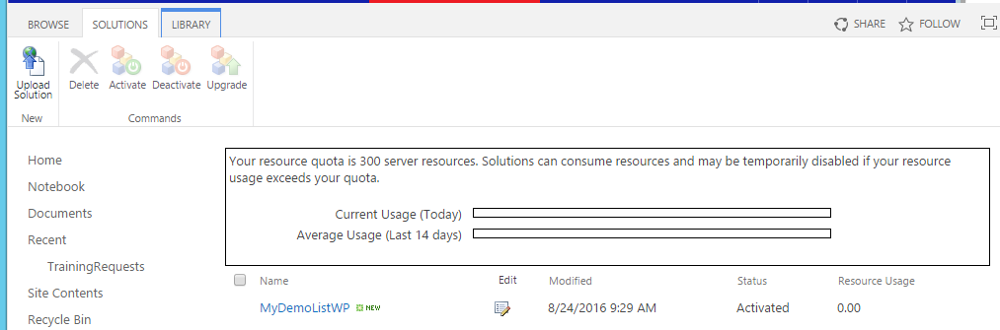 BROWSE SOLUTIONS LIBRARY SHARE FOLLOW
Upload
Solution
Delete Activate Deactivate Upgrade
New Commands
Home
Notebook
Documents
Recent
TrainingRequests
Site Contents
Recycle Bin
Your resource quota is 300 server resources. Solutions can consume resources and may be temporarily disabled if your resource
usage exceeds your quota.
Current Usage (Today)
Average Usage (Last 14 days)
Name Edit Modified Status Resource Usage
MyDemoListWP NEW 8/24/2016 9:29 AM Activated 0.00